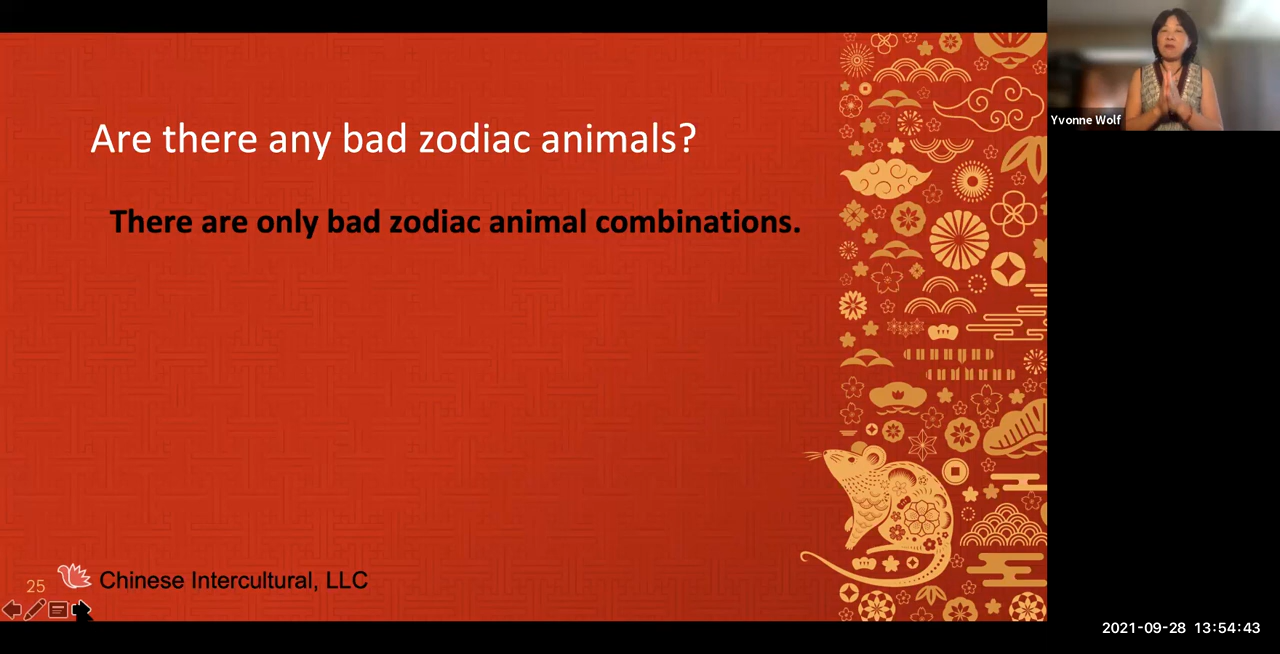 Are there any bad zodiac animals?
There are only bad zodiac animal combinations.
25
Chinese Intercultural, LLC
Yvonne Wolf
2021-09-28 13:54:43